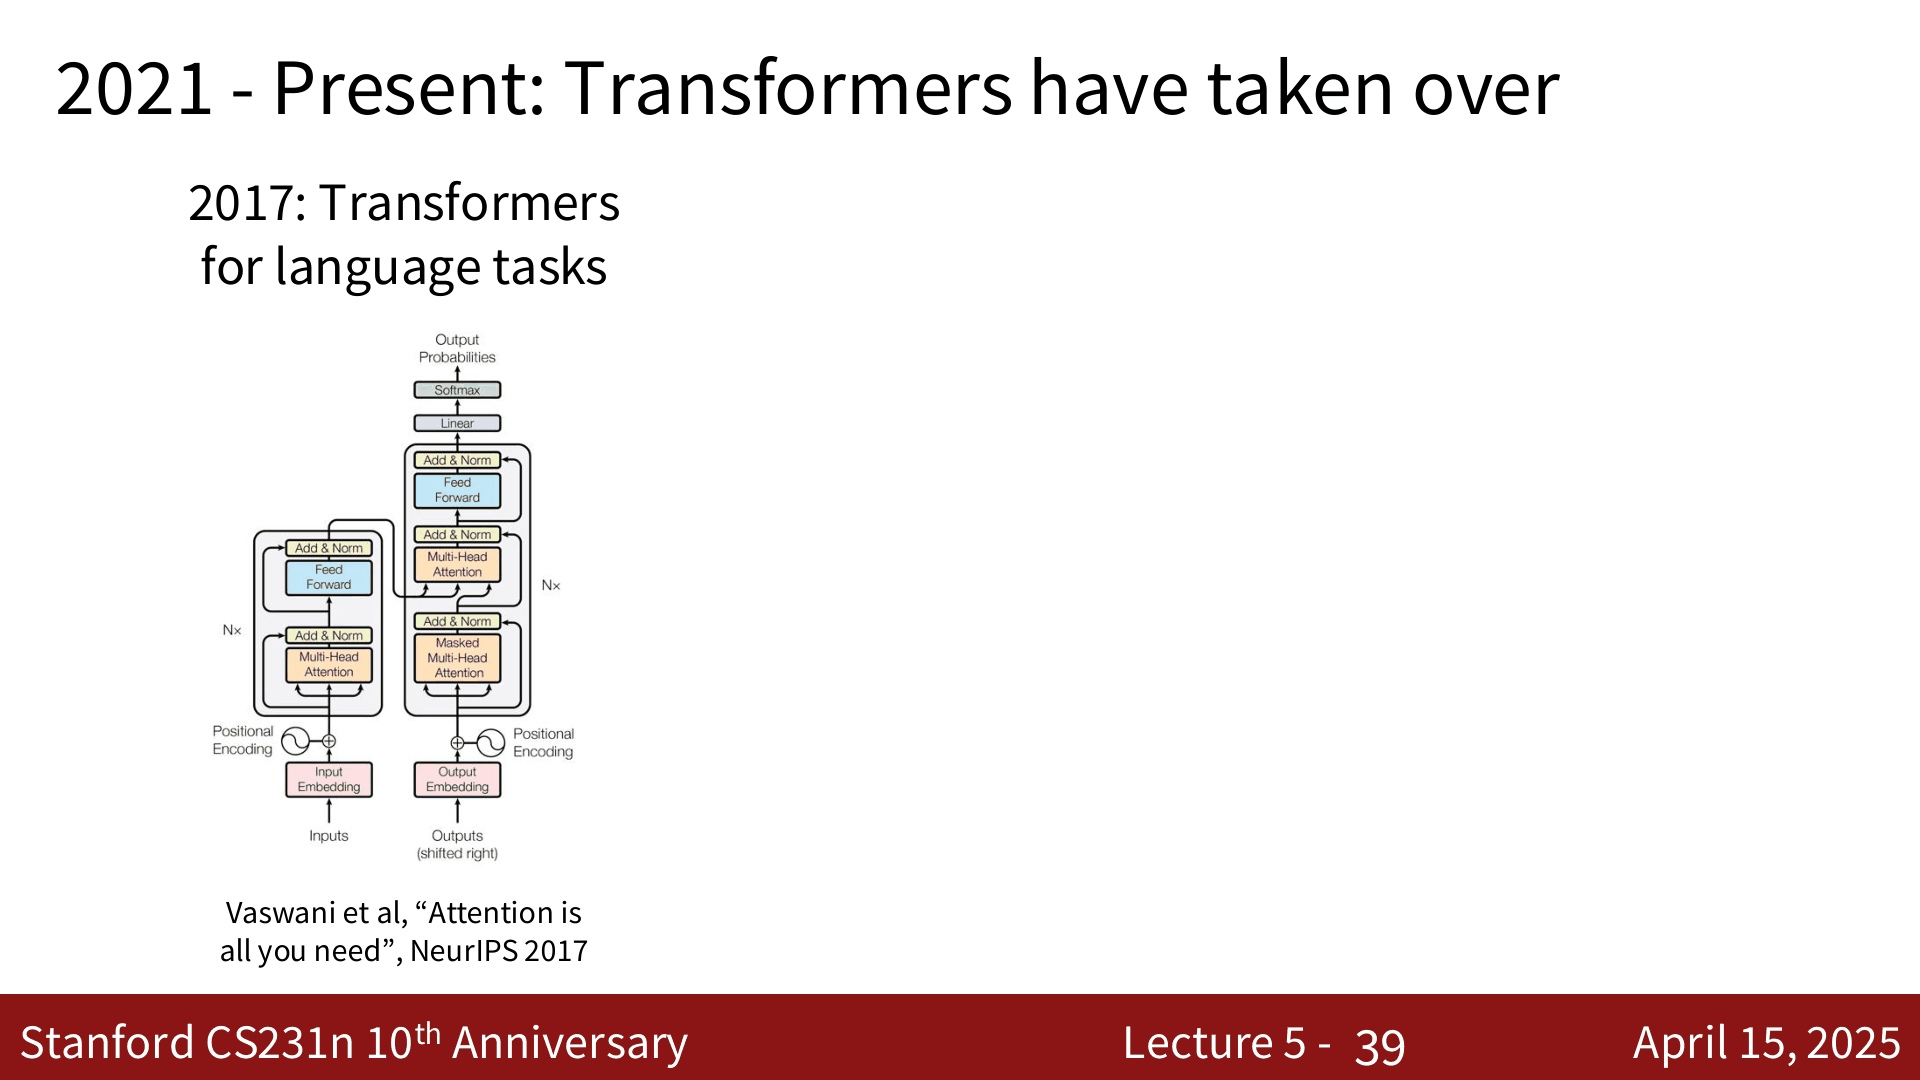 2021 - Present: Transformers have taken over
2017: Transformers
for language tasks
Output
Probabilities
Softmax
Linear
Add & Norm
Feed
Forward
Add & Norm
Multi-Head
Attention
Nx
Add & Norm
Masked
Multi-Head
Attention
Add & Norm
Feed
Forward
Nx
Add & Norm
Multi-Head
Attention
Positional
Encoding
Positional
Encoding
Input
Embedding
Output
Embedding
Inputs
Outputs
(shifted right)
Vaswani et al, “Attention is
all you need”, NeurIPS 2017
Stanford CS231n 10th Anniversary
Lecture 5 - 39
April 15, 2025